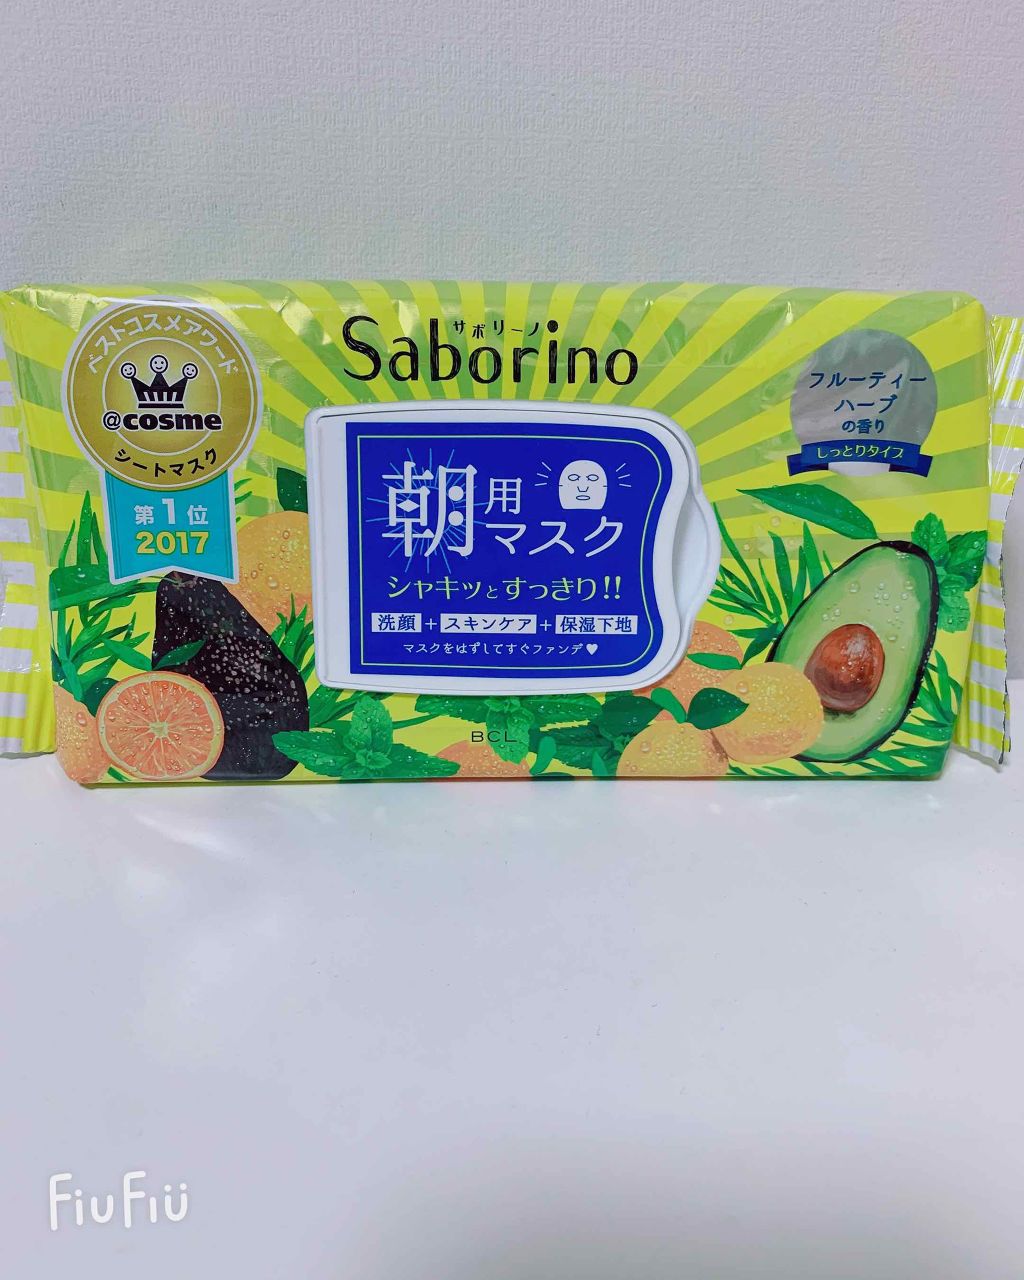 サボリーノ
Saborino
ベストコスメアワード
@cosme
シートマスク
第1位
2017
フルーティー
ハーブ
の香り
しっとりタイプ
朝用マスク
シャキッとすっきり!!
洗顔+スキンケア+保湿下地
マスクをはずしてすぐファンデ♥
BCL
FiuFiü